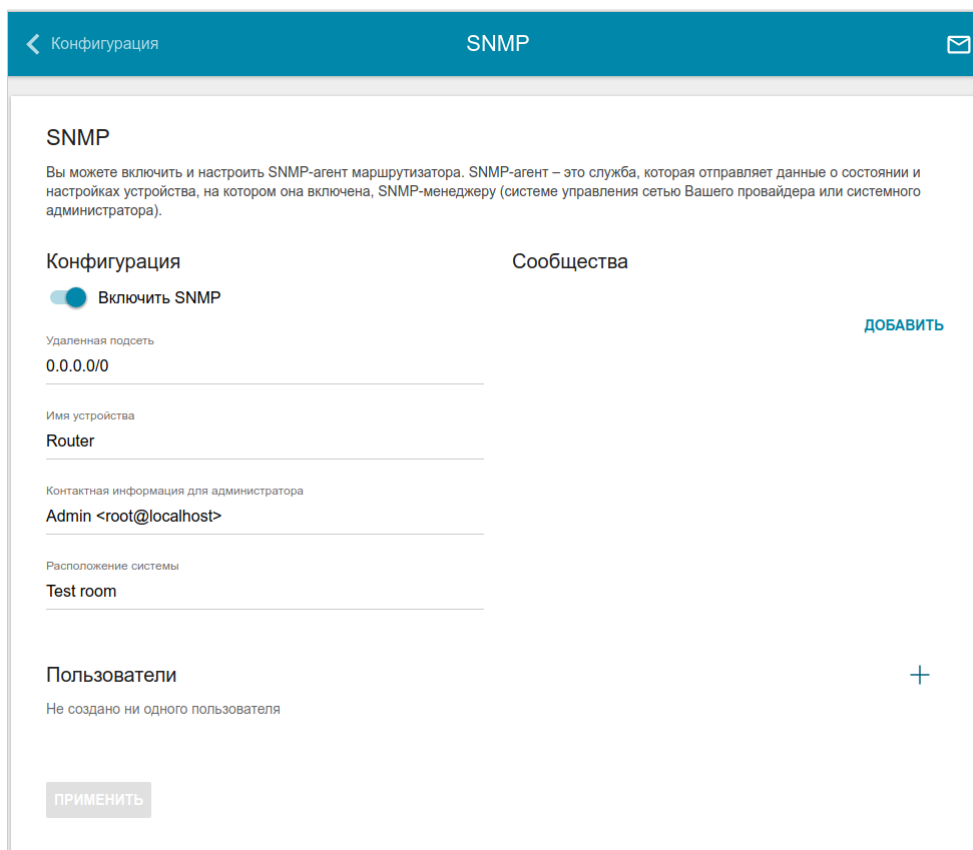 Конфигурация
SNMP
SNMP
Вы можете включить и настроить SNMP-агент маршрутизатора. SNMP-агент – это служба, которая отправляет данные о состоянии и
настройках устройства, на котором она включена, SNMP-менеджеру (системе управления сетью Вашего провайдера или системного
администратора).
Конфигурация
Включить SNMP
Удаленная подсеть
0.0.0.0/0
Имя устройства
Router
Контактная информация для администратора
Admin <root@localhost>
Расположение системы
Test room
Сообщества
ДОБАВИТЬ
Пользователи
Не создано ни одного пользователя
ПРИМЕНИТЬ